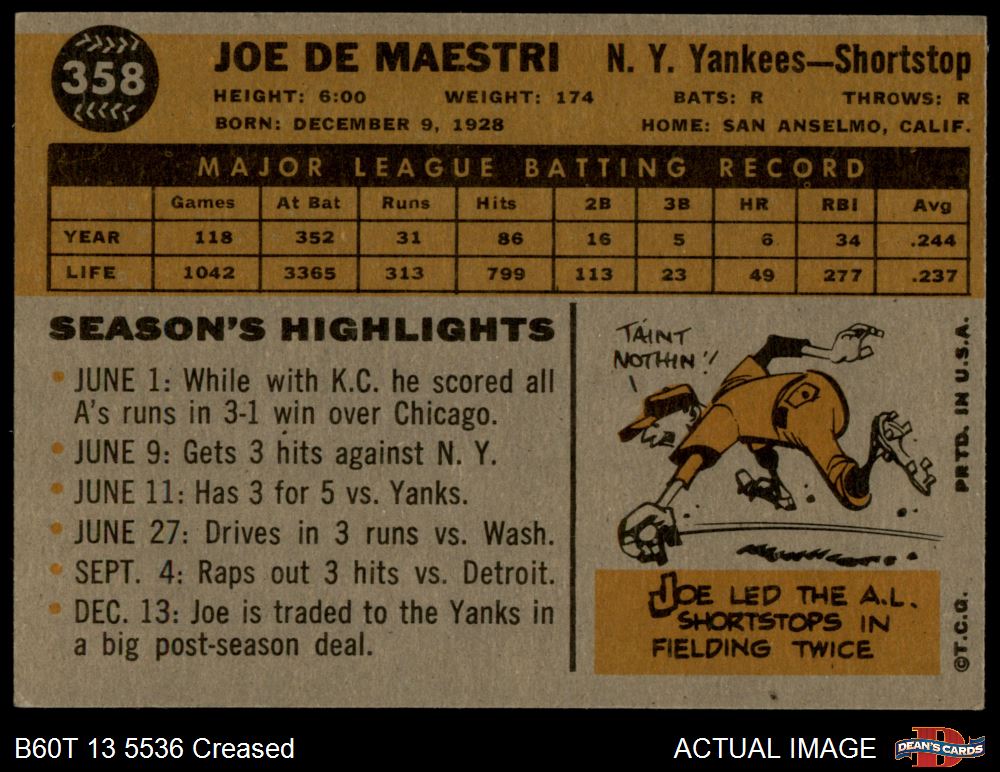 358
JOE DE MAESTRI N. Y. Yankees—Shortstop
HEIGHT: 6:00 WEIGHT: 174 BATS: R THROWS: R
BORN: DECEMBER 9, 1928 HOME: SAN ANSELMO, CALIF.
MAJOR LEAGUE BATTING RECORD
Games At Bat Runs Hits 2B 3B HR RBI Avg
YEAR 118 352 31 86 16 5 6 34 .244
LIFE 1042 3365 313 799 113 23 49 277 .237
SEASON'S HIGHLIGHTS
• JUNE 1: While with K.C. he scored all
A's runs in 3-1 win over Chicago.
• JUNE 9: Gets 3 hits against N. Y.
• JUNE 11: Has 3 for 5 vs. Yanks.
• JUNE 27: Drives in 3 runs vs. Wash.
• SEPT. 4: Raps out 3 hits vs. Detroit.
• DEC. 13: Joe is traded to the Yanks in
a big post-season deal.
TAINT
NOTHIN'!
JOE LED THE A.L.
SHORTSTOPS IN
FIELDING TWICE
©T.C.G. PRTD. IN U.S.A.
B60T 13 5536 Creased ACTUAL IMAGE DEAN'S CARDS